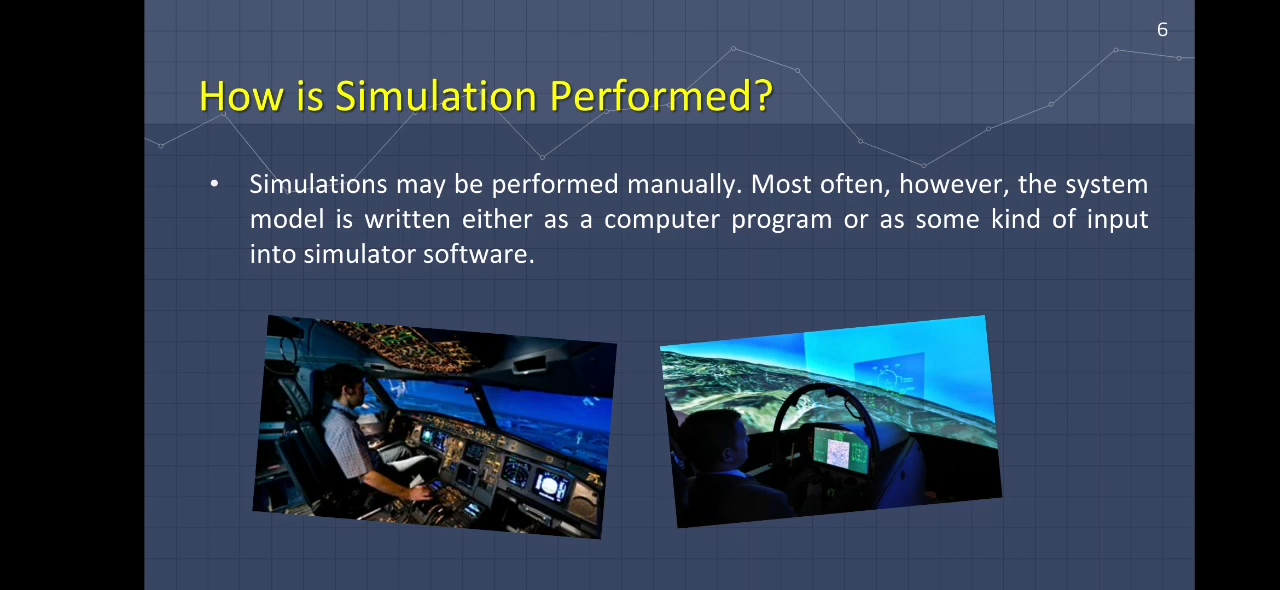 6
How is Simulation Performed?
• Simulations may be performed manually. Most often, however, the system
model is written either as a computer program or as some kind of input
into simulator software.